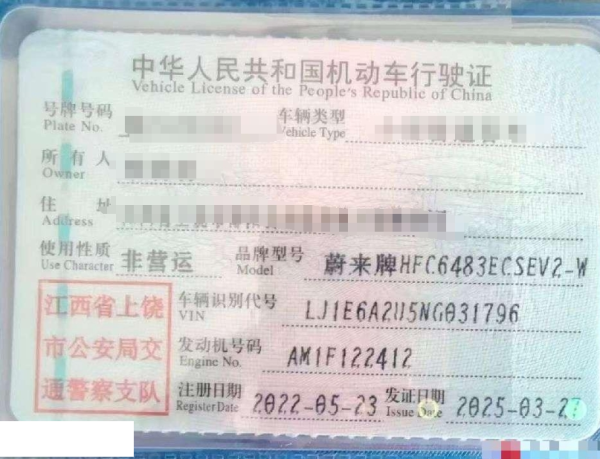 中华人民共和国机动车行驶证
Vehicle License of the People's Republic of China
号牌号码 车辆类型
Plate No. Vehicle Type
所有人
Owner
住址
Address
使用性质 非营运 品牌型号 蔚来牌HFC6483ECSEV2-W
Use Character Model
江西省上饶
市公安局交
通警察支队
车辆识别代号 LJ1E6A2U5NG031796
VIN
发动机号码 AM1F122412
Engine No.
注册日期 2022-05-23 发证日期 2025-03-27
Register Date Issue Date